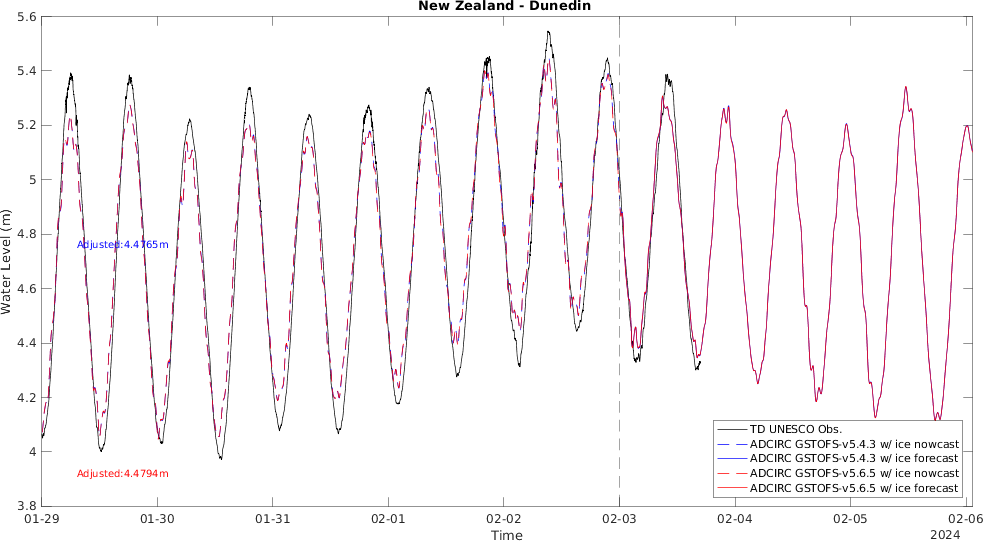 New Zealand - Dunedin
5.6
5.4
5.2
5
4.8
4.6
4.4
4.2
4
3.8
Water Level (m)
Adjusted:4.4765m
Adjusted:4.4794m
TD UNESCO Obs.
ADCIRC GSTOFS-v5.4.3 w/ ice nowcast
ADCIRC GSTOFS-v5.4.3 w/ ice forecast
ADCIRC GSTOFS-v5.6.5 w/ ice nowcast
ADCIRC GSTOFS-v5.6.5 w/ ice forecast
01-29 01-30 01-31 02-01 02-02 02-03 02-04 02-05 02-06
Time
2024